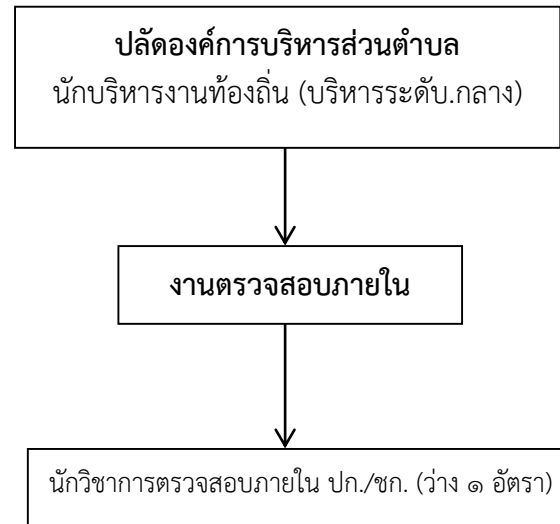 ปลัดองค์การบริหารส่วนตำบล
นักบริหารงานท้องถิ่น (บริหารระดับ.กลาง)
งานตรวจสอบภายใน
นักวิชาการตรวจสอบภายใน ปก./ชก. (ว่าง ๑ อัตรา)